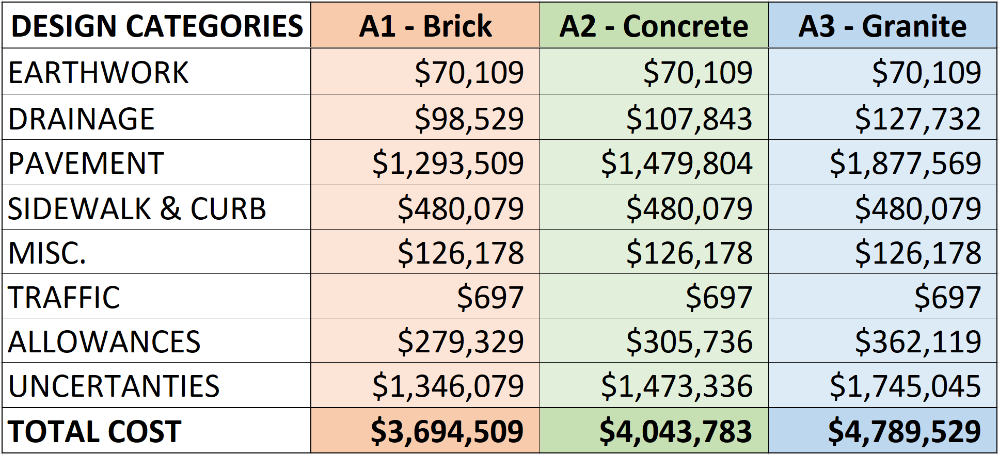 DESIGN CATEGORIES A1 - Brick A2 - Concrete A3 - Granite
EARTHWORK $70,109 $70,109 $70,109
DRAINAGE $98,529 $107,843 $127,732
PAVEMENT $1,293,509 $1,479,804 $1,877,569
SIDEWALK & CURB $480,079 $480,079 $480,079
MISC. $126,178 $126,178 $126,178
TRAFFIC $697 $697 $697
ALLOWANCES $279,329 $305,736 $362,119
UNCERTANTIES $1,346,079 $1,473,336 $1,745,045
TOTAL COST $3,694,509 $4,043,783 $4,789,529